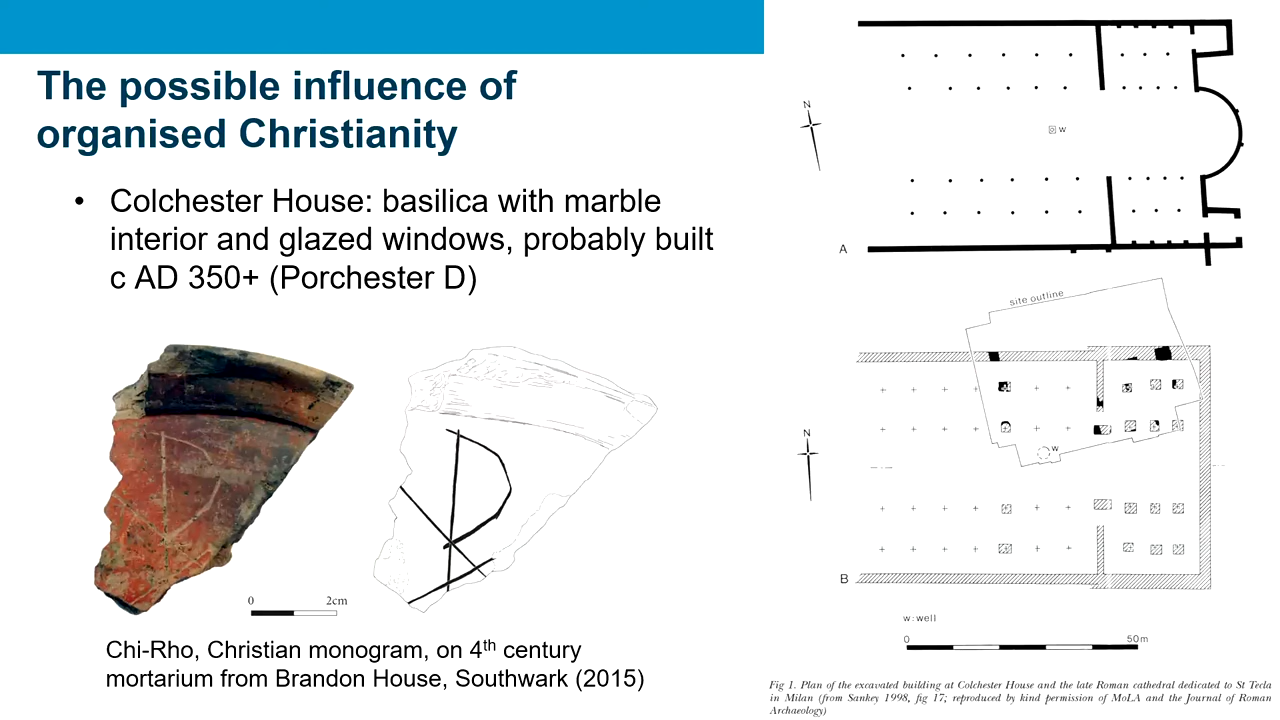 The possible influence of
organised Christianity
• Colchester House: basilica with marble
interior and glazed windows, probably built
c AD 350+ (Porchester D)
0 2cm
Chi-Rho, Christian monogram, on 4th century
mortarium from Brandon House, Southwark (2015)
N
w
A
site outline
N
w
B
w:well
0 50m
Fig 1. Plan of the excavated building at Colchester House and the late Roman cathedral dedicated to St Tecla
in Milan (from Sankey 1998, fig 17; reproduced by kind permission of MoLA and the Journal of Roman
Archaeology)